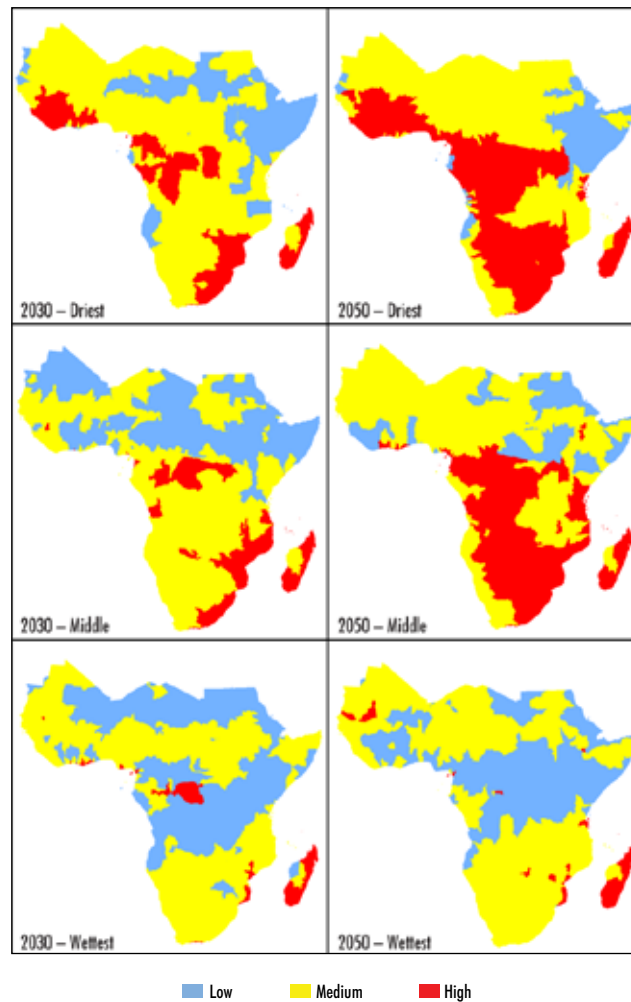 2030 – Driest
2050 – Driest
2030 – Middle
2050 – Middle
2030 – Wettest
2050 – Wettest
Low Medium High